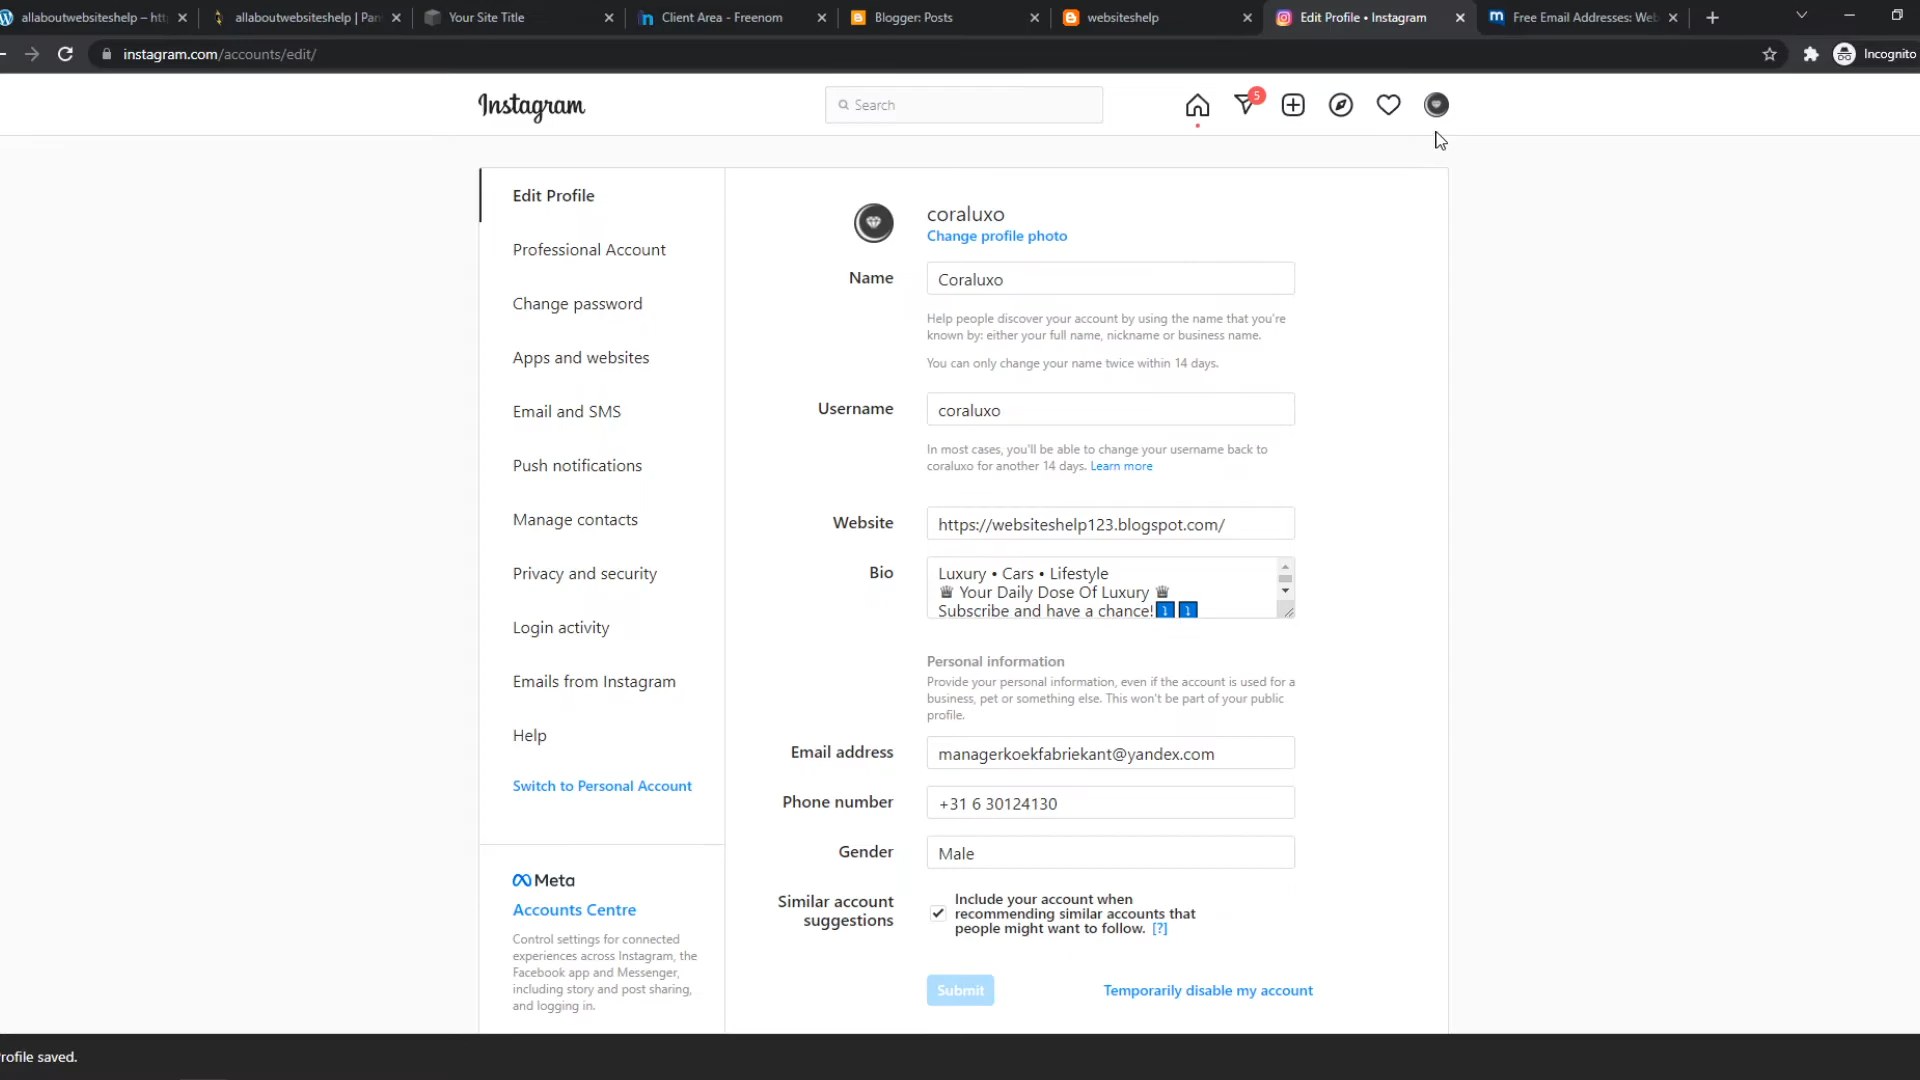 allaboutwebsiteshelp – htt
allaboutwebsiteshelp | Pan
Your Site Title
Client Area - Freenom
Blogger: Posts
websiteshelp
Edit Profile • Instagram
Free Email Addresses: Web
instagram.com/accounts/edit/
Incognito
Instagram
Search
5
Edit Profile
Professional Account
Change password
Apps and websites
Email and SMS
Push notifications
Manage contacts
Privacy and security
Login activity
Emails from Instagram
Help
Switch to Personal Account
Meta
Accounts Centre
Control settings for connected
experiences across Instagram, the
Facebook app and Messenger,
including story and post sharing,
and logging in.
coraluxo
Change profile photo
Name
Coraluxo
Help people discover your account by using the name that you're
known by: either your full name, nickname or business name.
You can only change your name twice within 14 days.
Username
coraluxo
In most cases, you'll be able to change your username back to
coraluxo for another 14 days. Learn more
Website
https://websiteshelp123.blogspot.com/
Bio
Luxury • Cars • Lifestyle
♛ Your Daily Dose Of Luxury ♛
Subscribe and have a chance!⤵️⤵️
Personal information
Provide your personal information, even if the account is used for a
business, pet or something else. This won't be part of your public
profile.
Email address
managerkoekfabriekant@yandex.com
Phone number
+31 6 30124130
Gender
Male
Similar account
suggestions
Include your account when
recommending similar accounts that
people might want to follow. [?]
Submit
Temporarily disable my account
rofile saved.